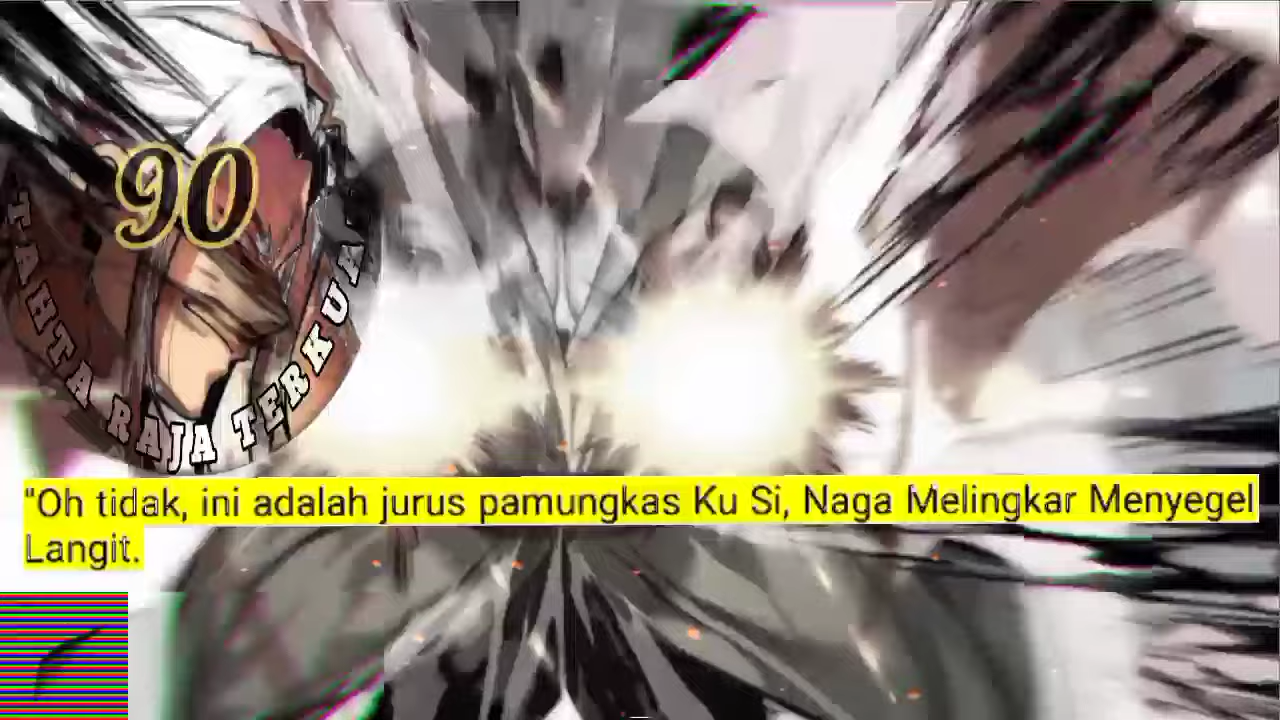 90
TAHTA RAJA TERKUA
"Oh tidak, ini adalah jurus pamungkas Ku Si, Naga Melingkar Menyegel
Langit.